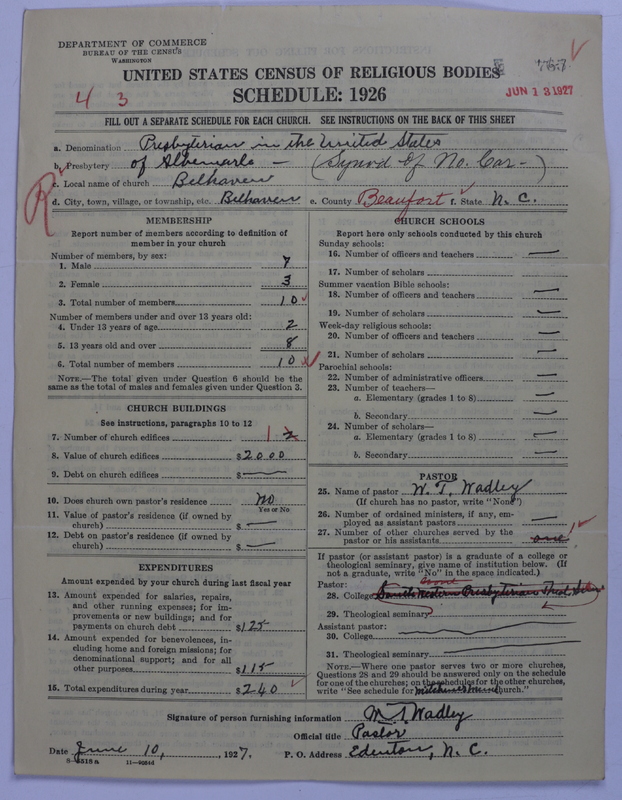 DEPARTMENT OF COMMERCE
BUREAU OF THE CENSUS
WASHINGTON
UNITED STATES CENSUS OF RELIGIOUS BODIES
4 3
SCHEDULE: 1926
JUN 13 1927
FILL OUT A SEPARATE SCHEDULE FOR EACH CHURCH. SEE INSTRUCTIONS ON THE BACK OF THIS SHEET
a. Denomination Presbyterian in the United States
b. Presbytery of Albemarle - (Synod of No. Car-)
c. Local name of church Belhaven
d. City, town, village, or township, etc. Belhaven e. County Beaufort f. State N. C.
R
MEMBERSHIP
Report number of members according to definition of
member in your church
Number of members, by sex:
1. Male 7
2. Female 3
3. Total number of members 10
Number of members under and over 13 years old:
4. Under 13 years of age 2
5. 13 years old and over 8
6. Total number of members 10
NOTE.—The total given under Question 6 should be
same as the total of males and females given under Question 3.
CHURCH BUILDINGS
See instructions, paragraphs 10 to 12
7. Number of church edifices 1 2
8. Value of church edifices $2000
9. Debt on church edifices $—
10. Does church own pastor's residence No
Yes or No
11. Value of pastor's residence (if owned by
church) $—
12. Debt on pastor's residence (if owned by
church) $—
EXPENDITURES
Amount expended by your church during last fiscal year
13. Amount expended for salaries, repairs,
and other running expenses; for im-
provements or new buildings; and for
payments on church debt $125
14. Amount expended for benevolences, in-
cluding home and foreign missions; for
denominational support; and for all
other purposes $115
15. Total expenditures during year $240
CHURCH SCHOOLS
Report here only schools conducted by this church
Sunday schools:
16. Number of officers and teachers —
17. Number of scholars
Summer vacation Bible schools:
18. Number of officers and teachers —
19. Number of scholars —
Week-day religious schools:
20. Number of officers and teachers —
21. Number of scholars —
Parochial schools:
22. Number of administrative officers —
23. Number of teachers—
a. Elementary (grades 1 to 8) —
b. Secondary —
24. Number of scholars—
a. Elementary (grades 1 to 8) —
b. Secondary —
PASTOR
25. Name of pastor W. T. Wadley
(If church has no pastor, write "None")
26. Number of ordained ministers, if any, em-
ployed as assistant pastors —
27. Number of other churches served by the
pastor or his assistants one 1
If pastor (or assistant pastor) is a graduate of a college or
theological seminary, give name of institution below. (If
not a graduate, write "No" in the space indicated.)
Pastor:
28. College Presbyterian Theol.
29. Theological seminary
Assistant pastor:
30. College
31. Theological seminary
NOTE.—Where one pastor serves two or more churches,
Questions 28 and 29 should be answered only on the schedule
for one of the churches; on the schedules for the other churches,
write "See schedule for church."
Signature of person furnishing information W T Wadley
Official title Pastor
Date June 10, 1927. P. O. Address Edenton, N. C.
11—9204d